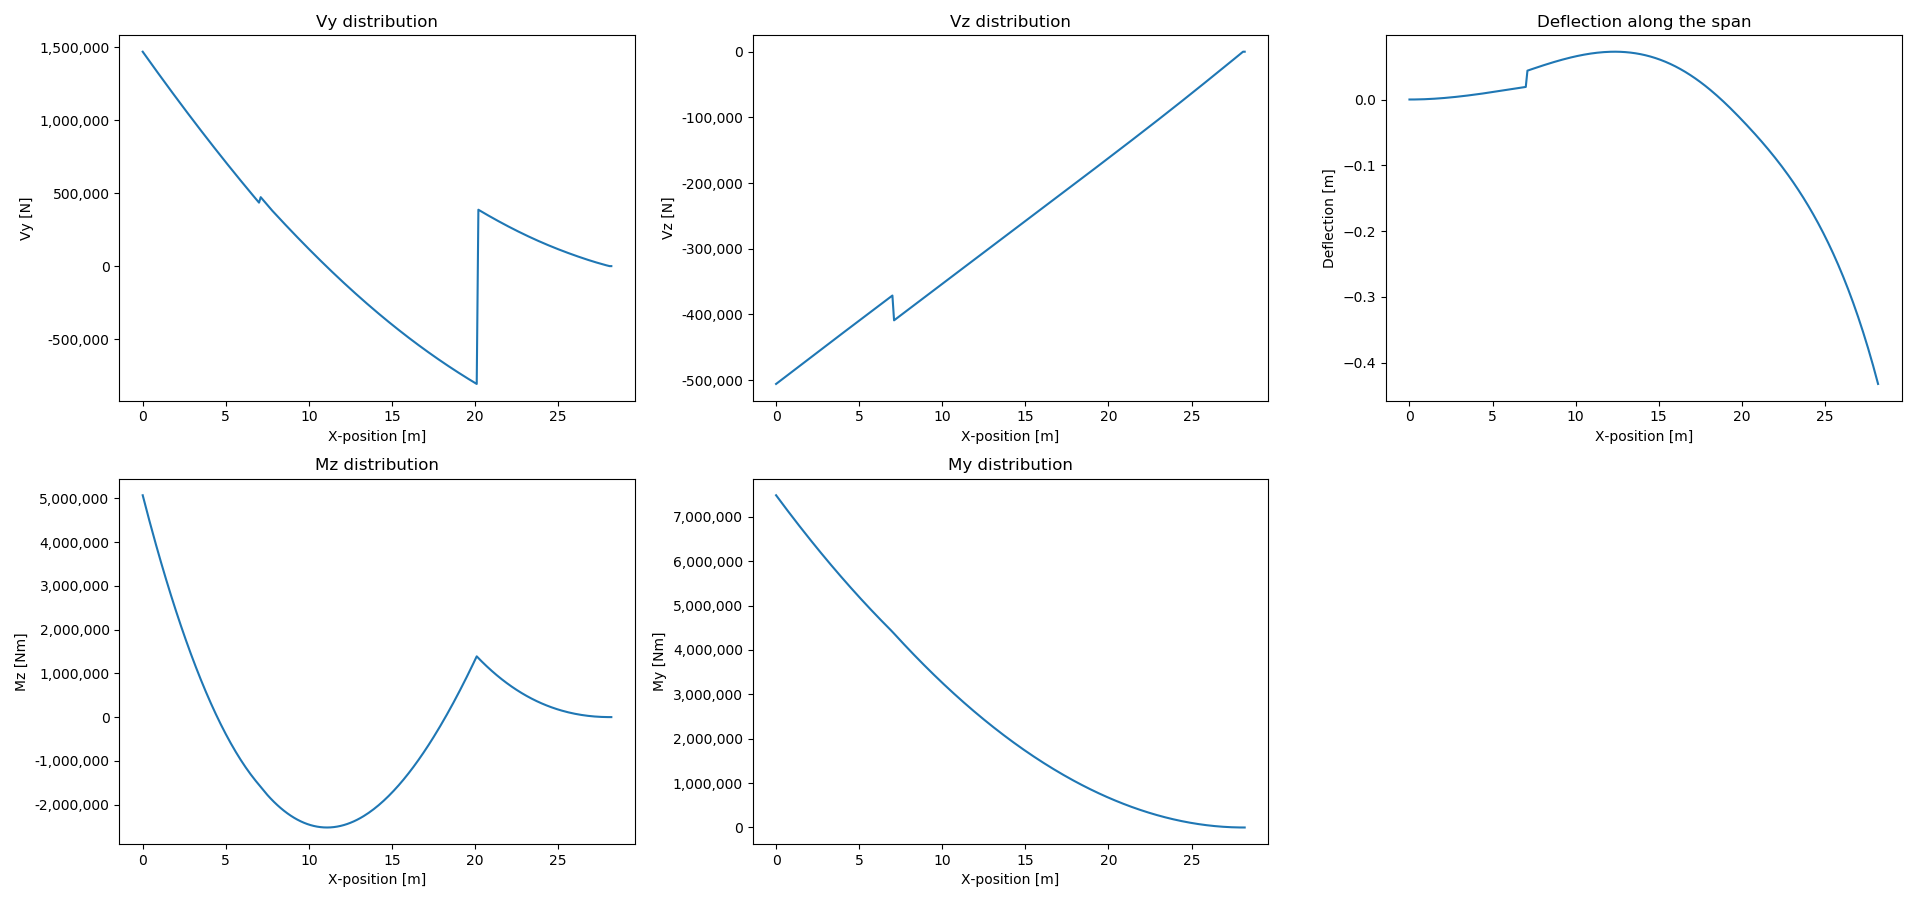 Vy distribution
1,500,000
1,000,000
500,000
0
-500,000
Vy [N]
0 5 10 15 20 25
X-position [m]
Vz distribution
0
-100,000
-200,000
-300,000
-400,000
-500,000
Vz [N]
0 5 10 15 20 25
X-position [m]
Deflection along the span
0.0
−0.1
−0.2
−0.3
−0.4
Deflection [m]
0 5 10 15 20 25
X-position [m]
Mz distribution
5,000,000
4,000,000
3,000,000
2,000,000
1,000,000
0
-1,000,000
-2,000,000
Mz [Nm]
0 5 10 15 20 25
X-position [m]
My distribution
7,000,000
6,000,000
5,000,000
4,000,000
3,000,000
2,000,000
1,000,000
0
My [Nm]
0 5 10 15 20 25
X-position [m]